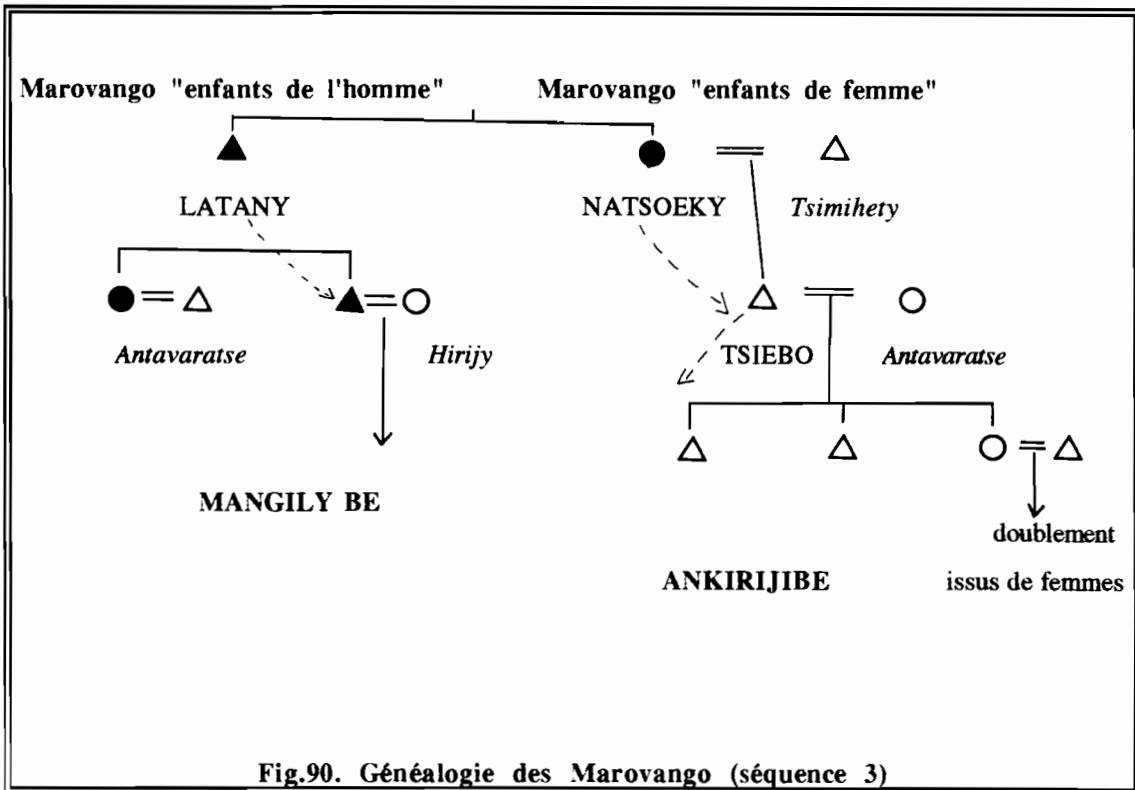 Marovango "enfants de l'homme" Marovango "enfants de femme"
LATANY NATSOEKY Tsimihety
Antavaratse Hirijy TSIEBO Antavaratse
MANGILY BE
doublement
ANKIRIJIBE issus de femmes
Fig.90. Généalogie des Marovango (séquence 3)